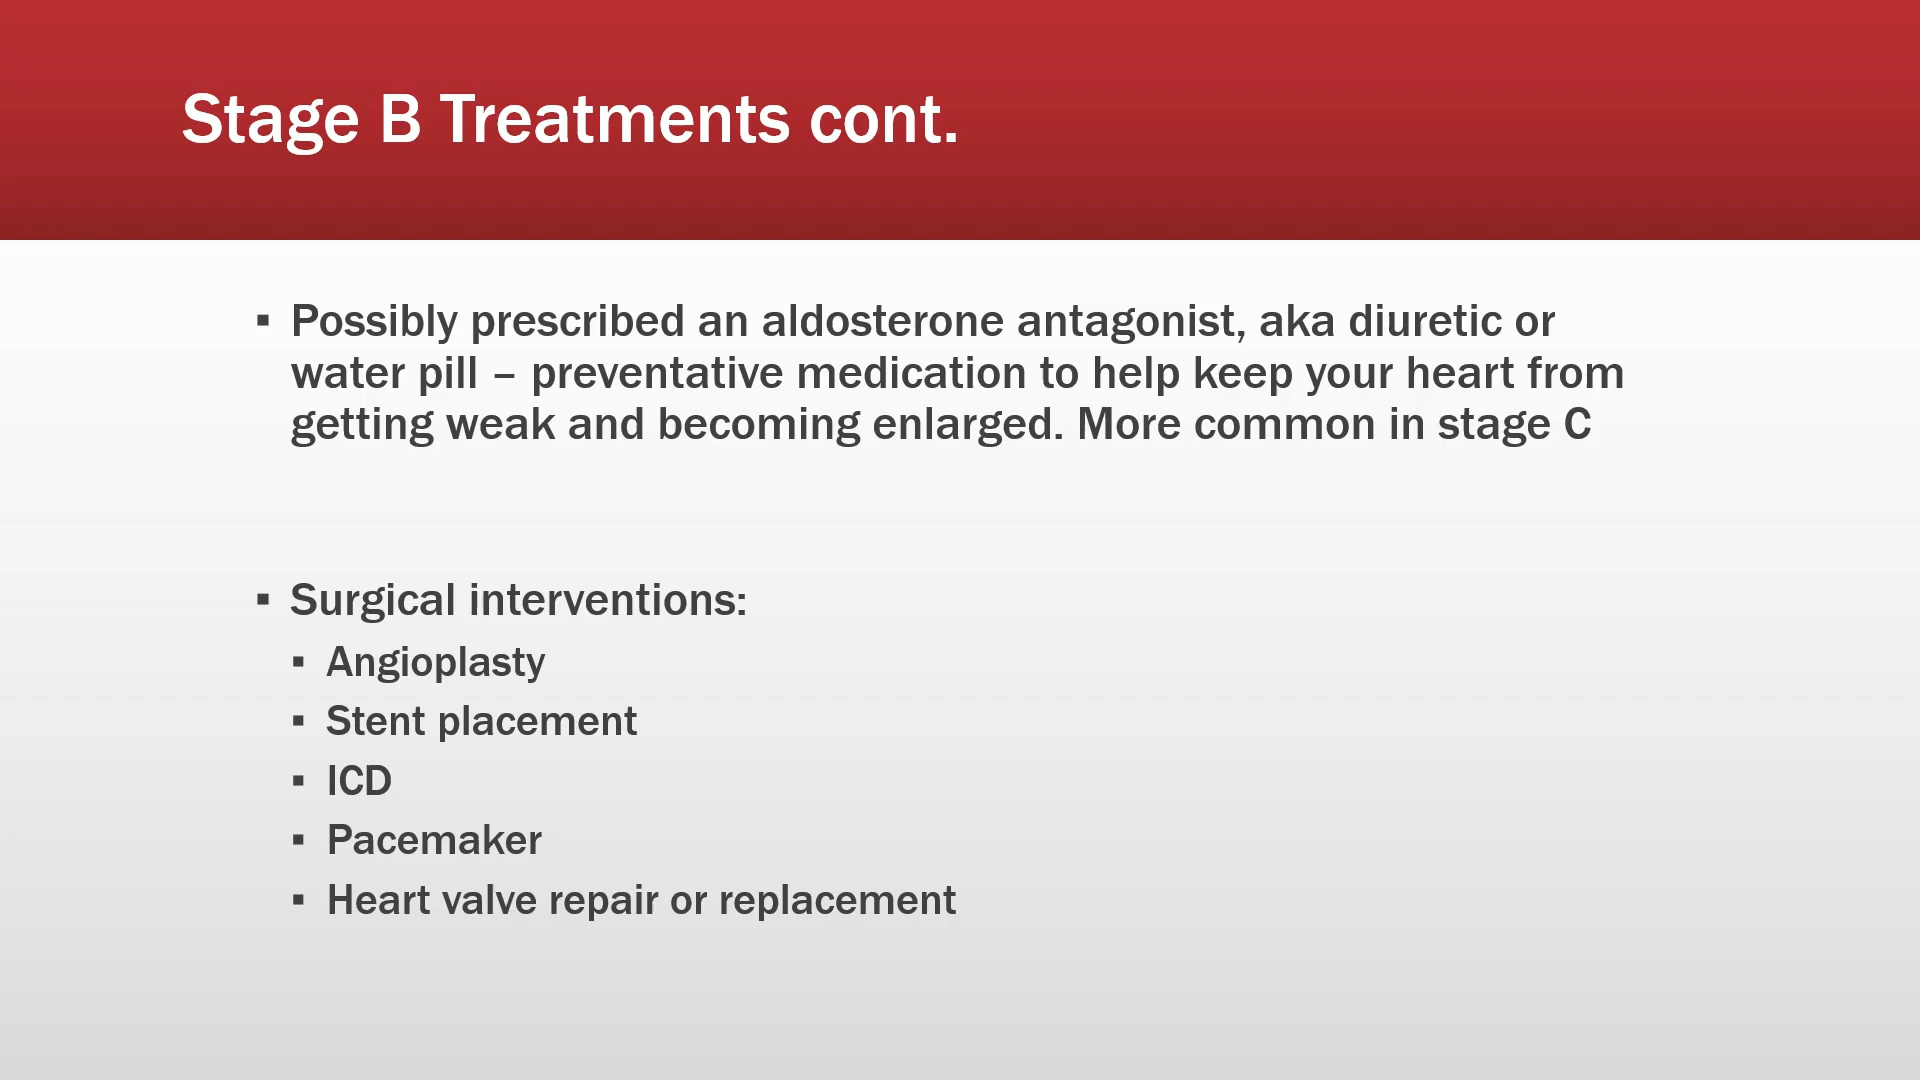 Stage B Treatments cont.
▪ Possibly prescribed an aldosterone antagonist, aka diuretic or
water pill – preventative medication to help keep your heart from
getting weak and becoming enlarged. More common in stage C
▪ Surgical interventions:
▪ Angioplasty
▪ Stent placement
▪ ICD
▪ Pacemaker
▪ Heart valve repair or replacement